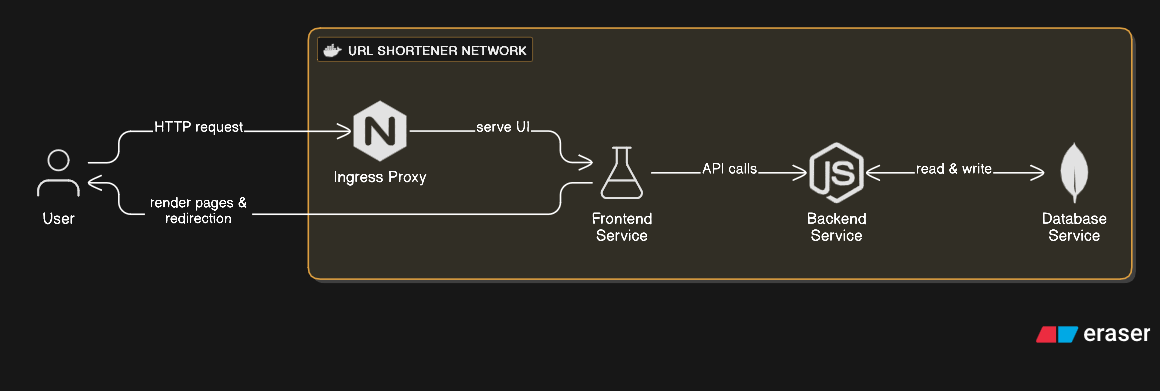 URL SHORTENER NETWORK
HTTP request
serve UI
Ingress Proxy
API calls
read & write
render pages &
redirection
User
Frontend
Service
Backend
Service
Database
Service
JS
N
eraser